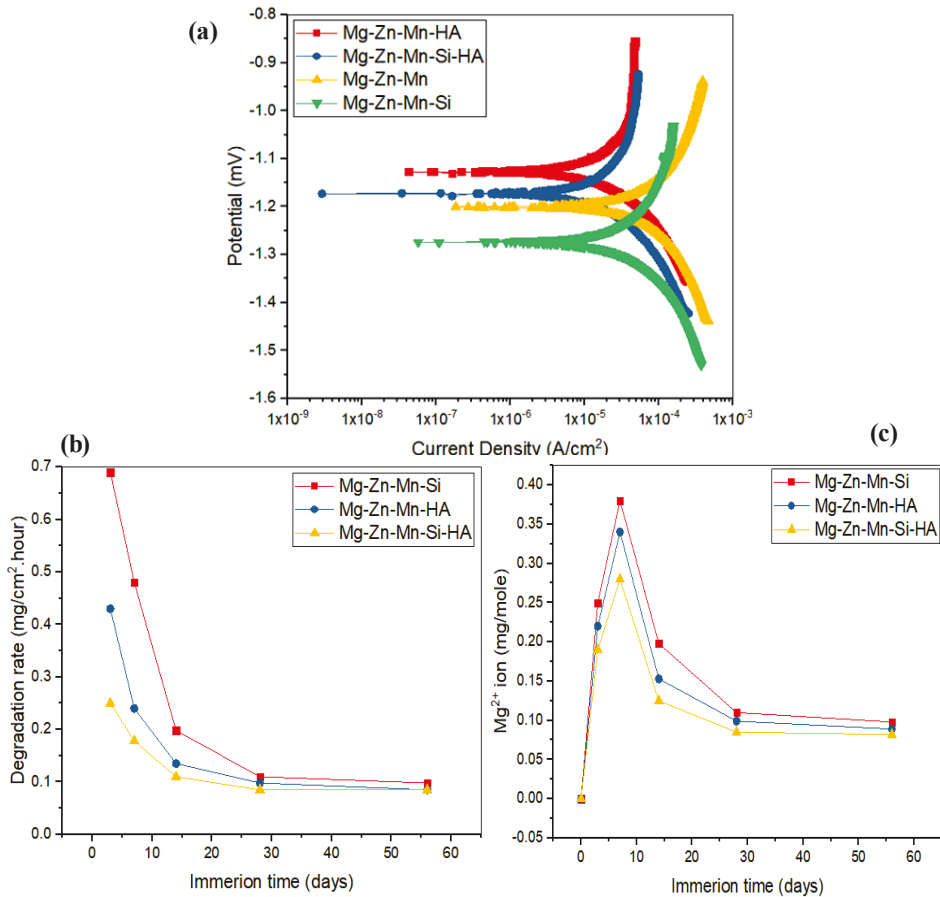 (a)
Mg-Zn-Mn-HA
Mg-Zn-Mn-Si-HA
Mg-Zn-Mn
Mg-Zn-Mn-Si
Potential (mV)
-0.8
-0.9
-1.0
-1.1
-1.2
-1.3
-1.4
-1.5
-1.6
1x10⁻⁹ 1x10⁻⁸ 1x10⁻⁷ 1x10⁻⁶ 1x10⁻⁵ 1x10⁻⁴ 1x10⁻³
Current Density (A/cm²)
(b)
Mg-Zn-Mn-Si
Mg-Zn-Mn-HA
Mg-Zn-Mn-Si-HA
Degradation rate (mg/cm².hour)
0.7
0.6
0.5
0.4
0.3
0.2
0.1
0.0
0 10 20 30 40 50 60
Immerion time (days)
(c)
Mg-Zn-Mn-Si
Mg-Zn-Mn-HA
Mg-Zn-Mn-Si-HA
Mg²⁺ ion (mg/mole)
0.40
0.35
0.30
0.25
0.20
0.15
0.10
0.05
0.00
-0.05
0 10 20 30 40 50 60
Immerion time (days)